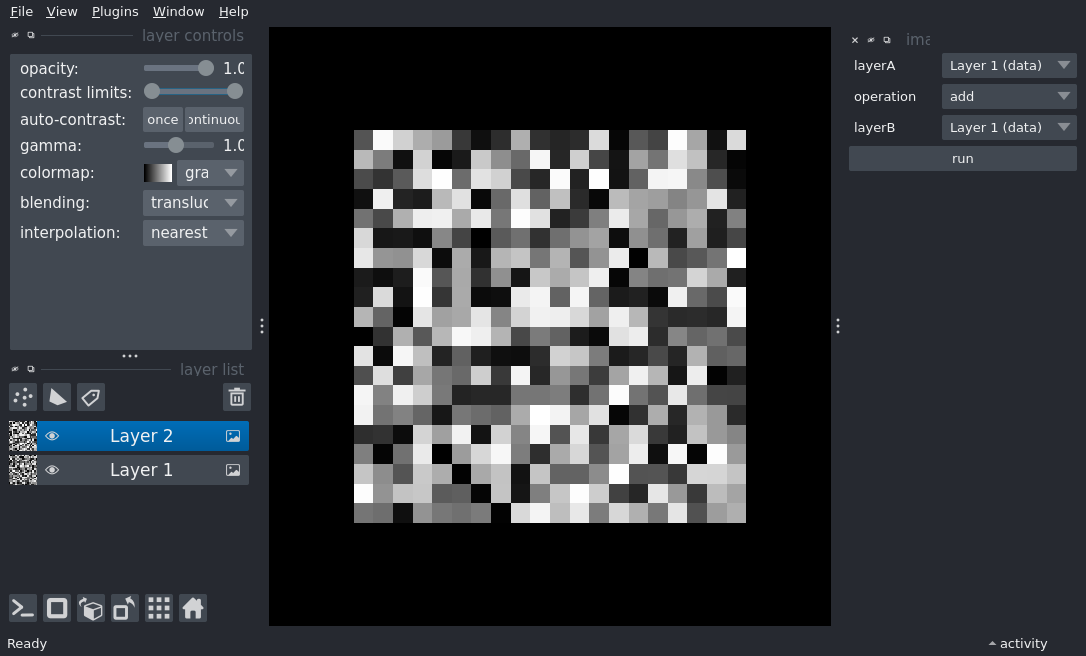 File View Plugins Window Help
layer controls
opacity: 1.0
contrast limits:
auto-contrast: once ontinuou
gamma: 1.0
colormap: gra
blending: transluc
interpolation: nearest
layer list
Layer 2
Layer 1
Ready
ima
layerA Layer 1 (data)
operation add
layerB Layer 1 (data)
run
activity